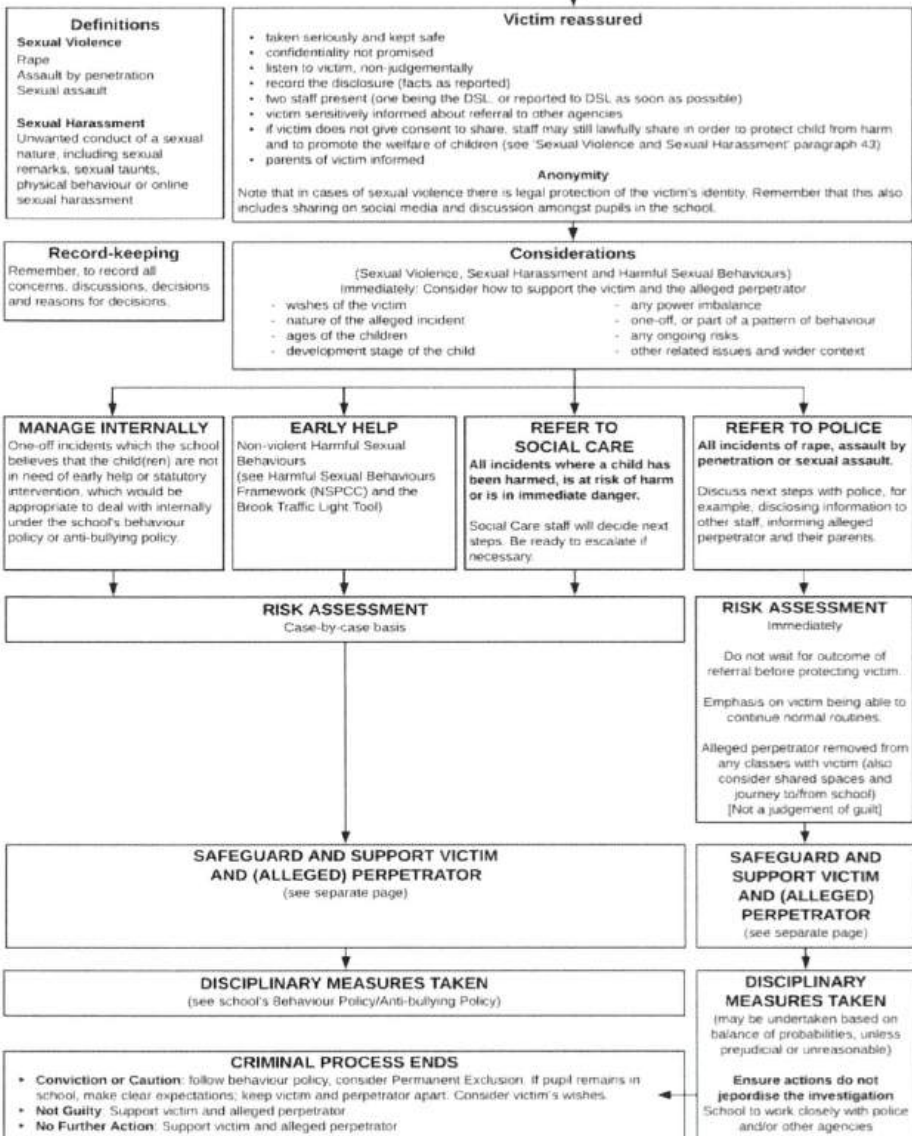 Definitions
Sexual Violence
Rape
Assault by penetration
Sexual assault
Sexual Harassment
Unwanted conduct of a sexual
nature, including sexual
remarks, sexual taunts,
physical behaviour or online
sexual harassment
Victim reassured
• taken seriously and kept safe
• confidentiality not promised
• listen to victim, non-judgementally
• record the disclosure (facts as reported)
• two staff present (one being the DSL, or reported to DSL as soon as possible)
• victim sensitively informed about referral to other agencies
• if victim does not give consent to share, staff may still lawfully share in order to protect child from harm
and to promote the welfare of children (see 'Sexual Violence and Sexual Harassment' paragraph 43)
• parents of victim informed
Anonymity
Note that in cases of sexual violence there is legal protection of the victim's identity. Remember that this also
includes sharing on social media and discussion amongst pupils in the school.
Record-keeping
Remember, to record all
concerns, discussions, decisions
and reasons for decisions.
Considerations
(Sexual Violence, Sexual Harassment and Harmful Sexual Behaviours)
Immediately: Consider how to support the victim and the alleged perpetrator
- wishes of the victim
- nature of the alleged incident
- ages of the children
- development stage of the child
- any power imbalance
- one-off, or part of a pattern of behaviour
- any ongoing risks
- other related issues and wider context
MANAGE INTERNALLY
One-off incidents which the school
believes that the child(ren) are not
in need of early help or statutory
intervention, which would be
appropriate to deal with internally
under the school's behaviour
policy or anti-bullying policy.
EARLY HELP
Non-violent Harmful Sexual
Behaviours
(see Harmful Sexual Behaviours
Framework (NSPCC) and the
Brook Traffic Light Tool)
REFER TO
SOCIAL CARE
All incidents where a child has
been harmed, is at risk of harm
or is in immediate danger.
Social Care staff will decide next
steps. Be ready to escalate if
necessary.
REFER TO POLICE
All incidents of rape, assault by
penetration or sexual assault.
Discuss next steps with police, for
example, disclosing information to
other staff, informing alleged
perpetrator and their parents.
RISK ASSESSMENT
Case-by-case basis
RISK ASSESSMENT
Immediately
Do not wait for outcome of
referral before protecting victim.
Emphasis on victim being able to
continue normal routines.
Alleged perpetrator removed from
any classes with victim (also
consider shared spaces and
journey to/from school)
[Not a judgement of guilt]
SAFEGUARD AND SUPPORT VICTIM
AND (ALLEGED) PERPETRATOR
(see separate page)
SAFEGUARD AND
SUPPORT VICTIM
AND (ALLEGED)
PERPETRATOR
(see separate page)
DISCIPLINARY MEASURES TAKEN
(see school's Behaviour Policy/Anti-bullying Policy)
DISCIPLINARY
MEASURES TAKEN
(may be undertaken based on
balance of probabilities, unless
prejudicial or unreasonable)
Ensure actions do not
jepordise the investigation
School to work closely with police
and/or other agencies
CRIMINAL PROCESS ENDS
• Conviction or Caution: follow behaviour policy, consider Permanent Exclusion. If pupil remains in
school, make clear expectations; keep victim and perpetrator apart. Consider victim's wishes.
• Not Guilty: Support victim and alleged perpetrator
• No Further Action: Support victim and alleged perpetrator